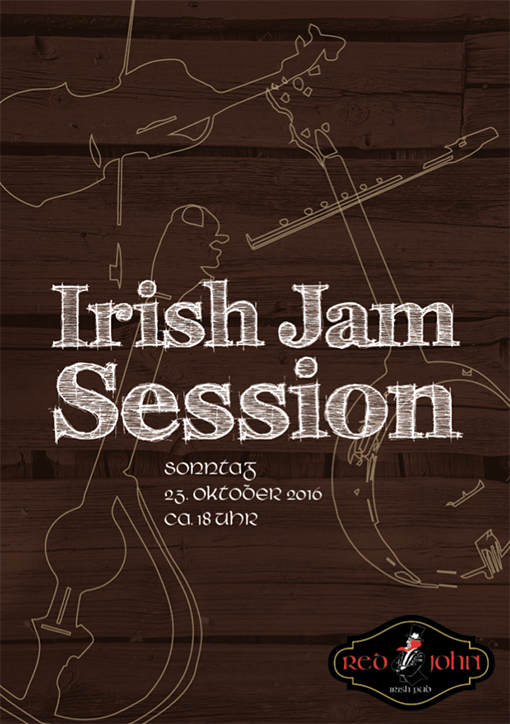 Irish Jam
Session
Sonntag
23. Oktober 2016
ca. 18 Uhr
Red John
Irish Pub